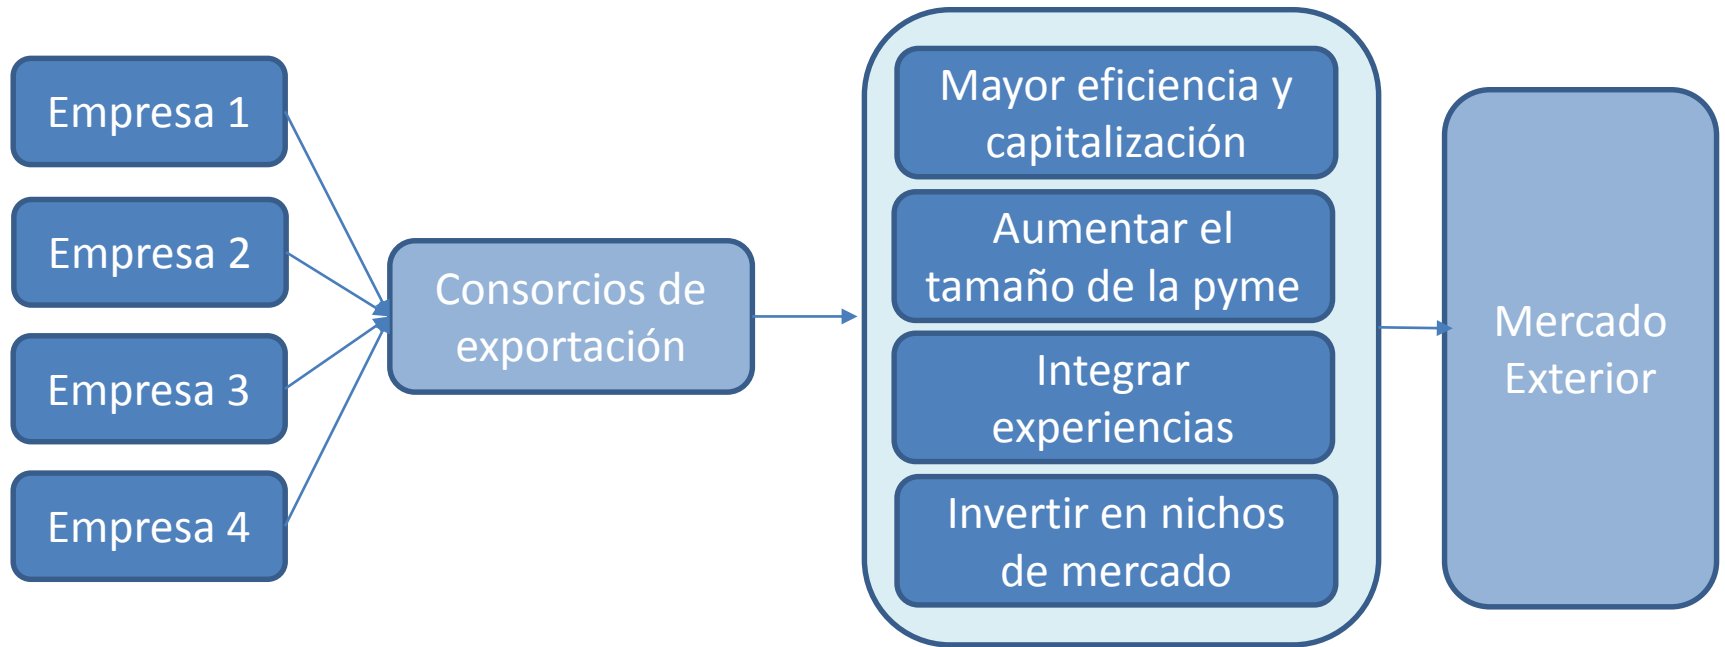 Empresa 1
Empresa 2
Empresa 3
Empresa 4
Consorcios de
exportación
Mayor eficiencia y
capitalización
Aumentar el
tamaño de la pyme
Integrar
experiencias
Invertir en nichos
de mercado
Mercado
Exterior